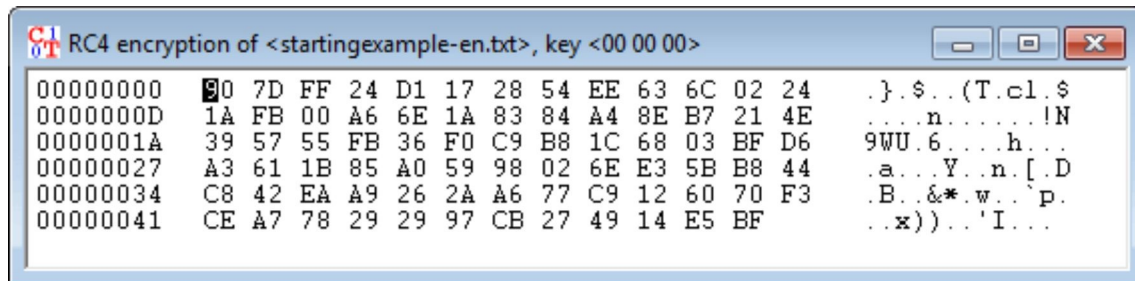 RC4 encryption of <startingexample-en.txt>, key <00 00 00>
00000000 90 7D FF 24 D1 17 28 54 EE 63 6C 02 24 .}.$..(T.cl.$
0000000D 1A FB 00 A6 6E 1A 83 84 A4 8E B7 21 4E ....n......!N
0000001A 39 57 55 FB 36 F0 C9 B8 1C 68 03 BF D6 9WU.6....h...
00000027 A3 61 1B 85 A0 59 98 02 6E E3 5B B8 44 .a...Y..n.[.D
00000034 C8 42 EA A9 26 2A A6 77 C9 12 60 70 F3 .B..&*.w..`p.
00000041 CE A7 78 29 29 97 CB 27 49 14 E5 BF ..x))..'I...